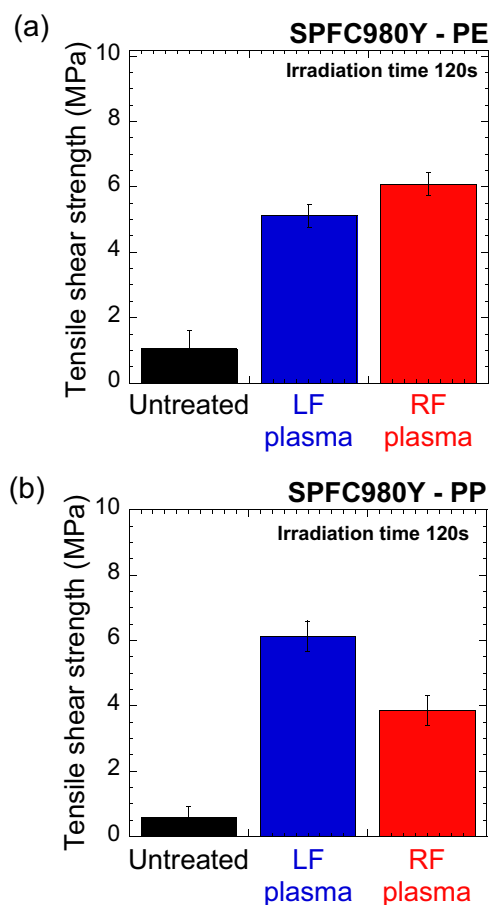 (a)
SPFC980Y - PE
Irradiation time 120s
Tensile shear strength (MPa)
10
8
6
4
2
0
Untreated
LF plasma
RF plasma
(b)
SPFC980Y - PP
Irradiation time 120s
Tensile shear strength (MPa)
10
8
6
4
2
0
Untreated
LF plasma
RF plasma